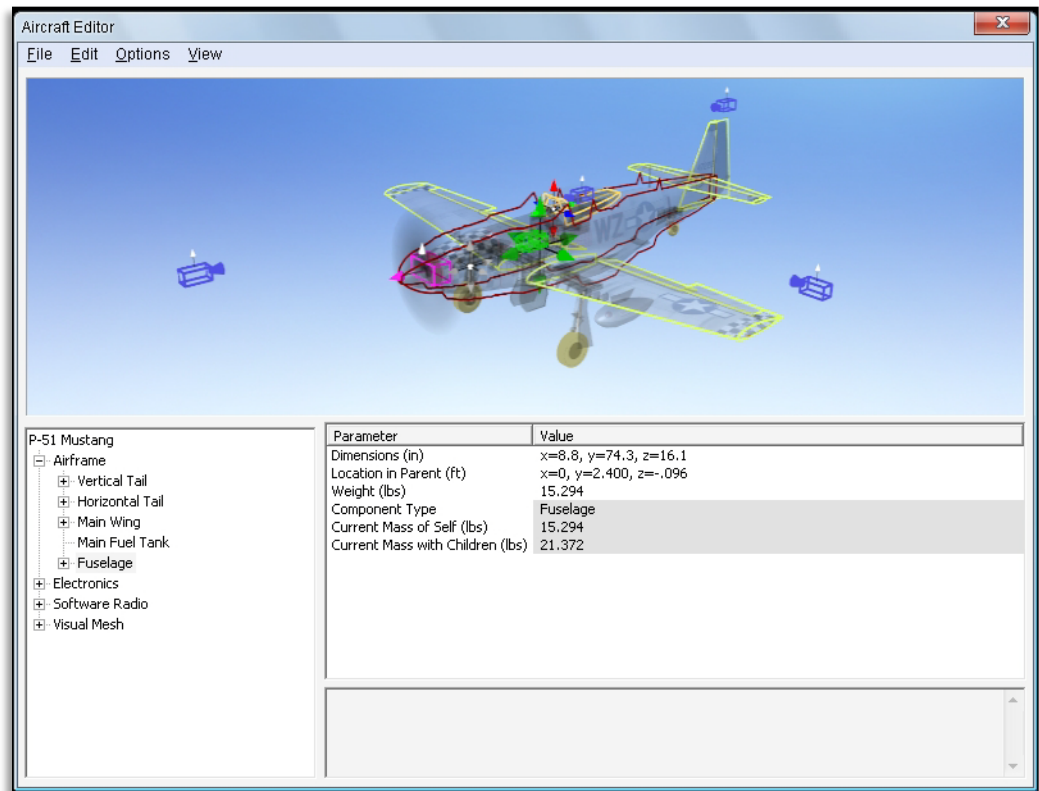 Aircraft Editor
File Edit Options View
WZ
P-51 Mustang
Airframe
Vertical Tail
Horizontal Tail
Main Wing
Main Fuel Tank
Fuselage
Electronics
Software Radio
Visual Mesh
Parameter Value
Dimensions (in) x=8.8, y=74.3, z=16.1
Location in Parent (ft) x=0, y=2.400, z=-.096
Weight (lbs) 15.294
Component Type Fuselage
Current Mass of Self (lbs) 15.294
Current Mass with Children (lbs) 21.372